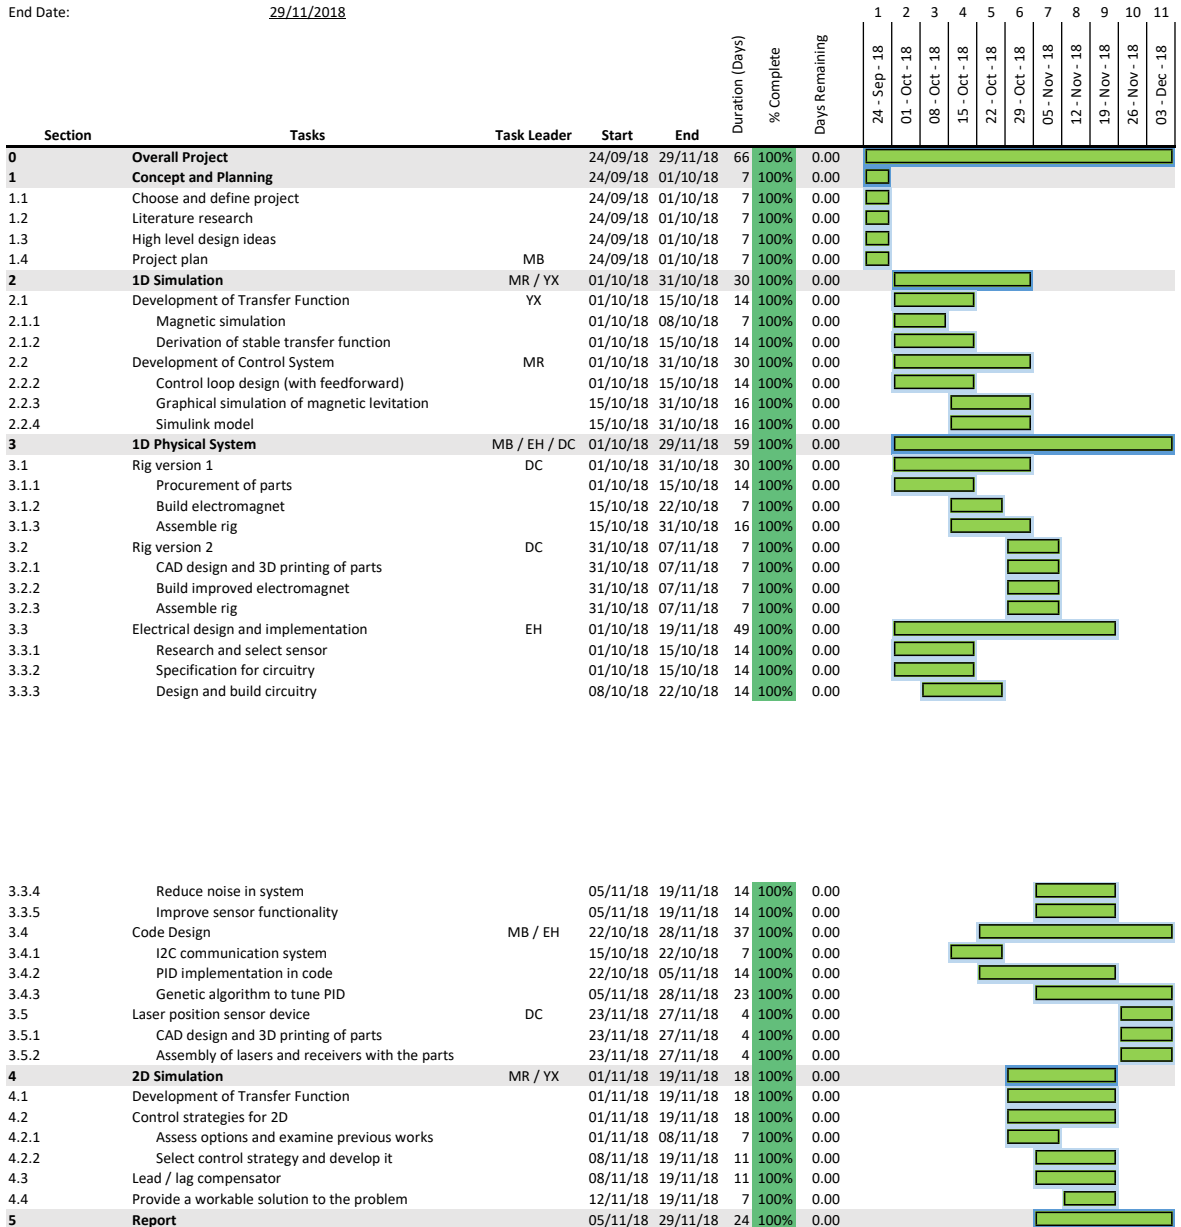 End Date: 29/11/2018 1 2 3 4 5 6 7 8 9 10 11
Section Tasks Task Leader Start End Duration (Days) % Complete Days Remaining 24 - Sep - 18 01 - Oct - 18 08 - Oct - 18 15 - Oct - 18 22 - Oct - 18 29 - Oct - 18 05 - Nov - 18 12 - Nov - 18 19 - Nov - 18 26 - Nov - 18 03 - Dec - 18
0 Overall Project 24/09/18 29/11/18 66 100% 0.00
1 Concept and Planning 24/09/18 01/10/18 7 100% 0.00
1.1 Choose and define project 24/09/18 01/10/18 7 100% 0.00
1.2 Literature research 24/09/18 01/10/18 7 100% 0.00
1.3 High level design ideas 24/09/18 01/10/18 7 100% 0.00
1.4 Project plan MB 24/09/18 01/10/18 7 100% 0.00
2 1D Simulation MR / YX 01/10/18 31/10/18 30 100% 0.00
2.1 Development of Transfer Function YX 01/10/18 15/10/18 14 100% 0.00
2.1.1 Magnetic simulation 01/10/18 08/10/18 7 100% 0.00
2.1.2 Derivation of stable transfer function 01/10/18 15/10/18 14 100% 0.00
2.2 Development of Control System MR 01/10/18 31/10/18 30 100% 0.00
2.2.2 Control loop design (with feedforward) 01/10/18 15/10/18 14 100% 0.00
2.2.3 Graphical simulation of magnetic levitation 15/10/18 31/10/18 16 100% 0.00
2.2.4 Simulink model 15/10/18 31/10/18 16 100% 0.00
3 1D Physical System MB / EH / DC 01/10/18 29/11/18 59 100% 0.00
3.1 Rig version 1 DC 01/10/18 31/10/18 30 100% 0.00
3.1.1 Procurement of parts 01/10/18 15/10/18 14 100% 0.00
3.1.2 Build electromagnet 15/10/18 22/10/18 7 100% 0.00
3.1.3 Assemble rig 15/10/18 31/10/18 16 100% 0.00
3.2 Rig version 2 DC 31/10/18 07/11/18 7 100% 0.00
3.2.1 CAD design and 3D printing of parts 31/10/18 07/11/18 7 100% 0.00
3.2.2 Build improved electromagnet 31/10/18 07/11/18 7 100% 0.00
3.2.3 Assemble rig 31/10/18 07/11/18 7 100% 0.00
3.3 Electrical design and implementation EH 01/10/18 19/11/18 49 100% 0.00
3.3.1 Research and select sensor 01/10/18 15/10/18 14 100% 0.00
3.3.2 Specification for circuitry 01/10/18 15/10/18 14 100% 0.00
3.3.3 Design and build circuitry 08/10/18 22/10/18 14 100% 0.00
3.3.4 Reduce noise in system 05/11/18 19/11/18 14 100% 0.00
3.3.5 Improve sensor functionality 05/11/18 19/11/18 14 100% 0.00
3.4 Code Design MB / EH 22/10/18 28/11/18 37 100% 0.00
3.4.1 I2C communication system 15/10/18 22/10/18 7 100% 0.00
3.4.2 PID implementation in code 22/10/18 05/11/18 14 100% 0.00
3.4.3 Genetic algorithm to tune PID 05/11/18 28/11/18 23 100% 0.00
3.5 Laser position sensor device DC 23/11/18 27/11/18 4 100% 0.00
3.5.1 CAD design and 3D printing of parts 23/11/18 27/11/18 4 100% 0.00
3.5.2 Assembly of lasers and receivers with the parts 23/11/18 27/11/18 4 100% 0.00
4 2D Simulation MR / YX 01/11/18 19/11/18 18 100% 0.00
4.1 Development of Transfer Function 01/11/18 19/11/18 18 100% 0.00
4.2 Control strategies for 2D 01/11/18 19/11/18 18 100% 0.00
4.2.1 Assess options and examine previous works 01/11/18 08/11/18 7 100% 0.00
4.2.2 Select control strategy and develop it 08/11/18 19/11/18 11 100% 0.00
4.3 Lead / lag compensator 08/11/18 19/11/18 11 100% 0.00
4.4 Provide a workable solution to the problem 12/11/18 19/11/18 7 100% 0.00
5 Report 05/11/18 29/11/18 24 100% 0.00